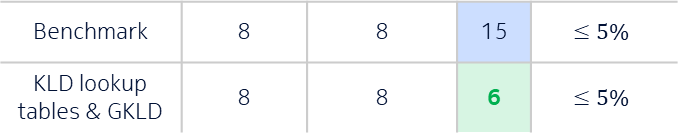 Benchmark 8 8 15 ≤ 5%
KLD lookup
tables & GKLD 8 8 6 ≤ 5%